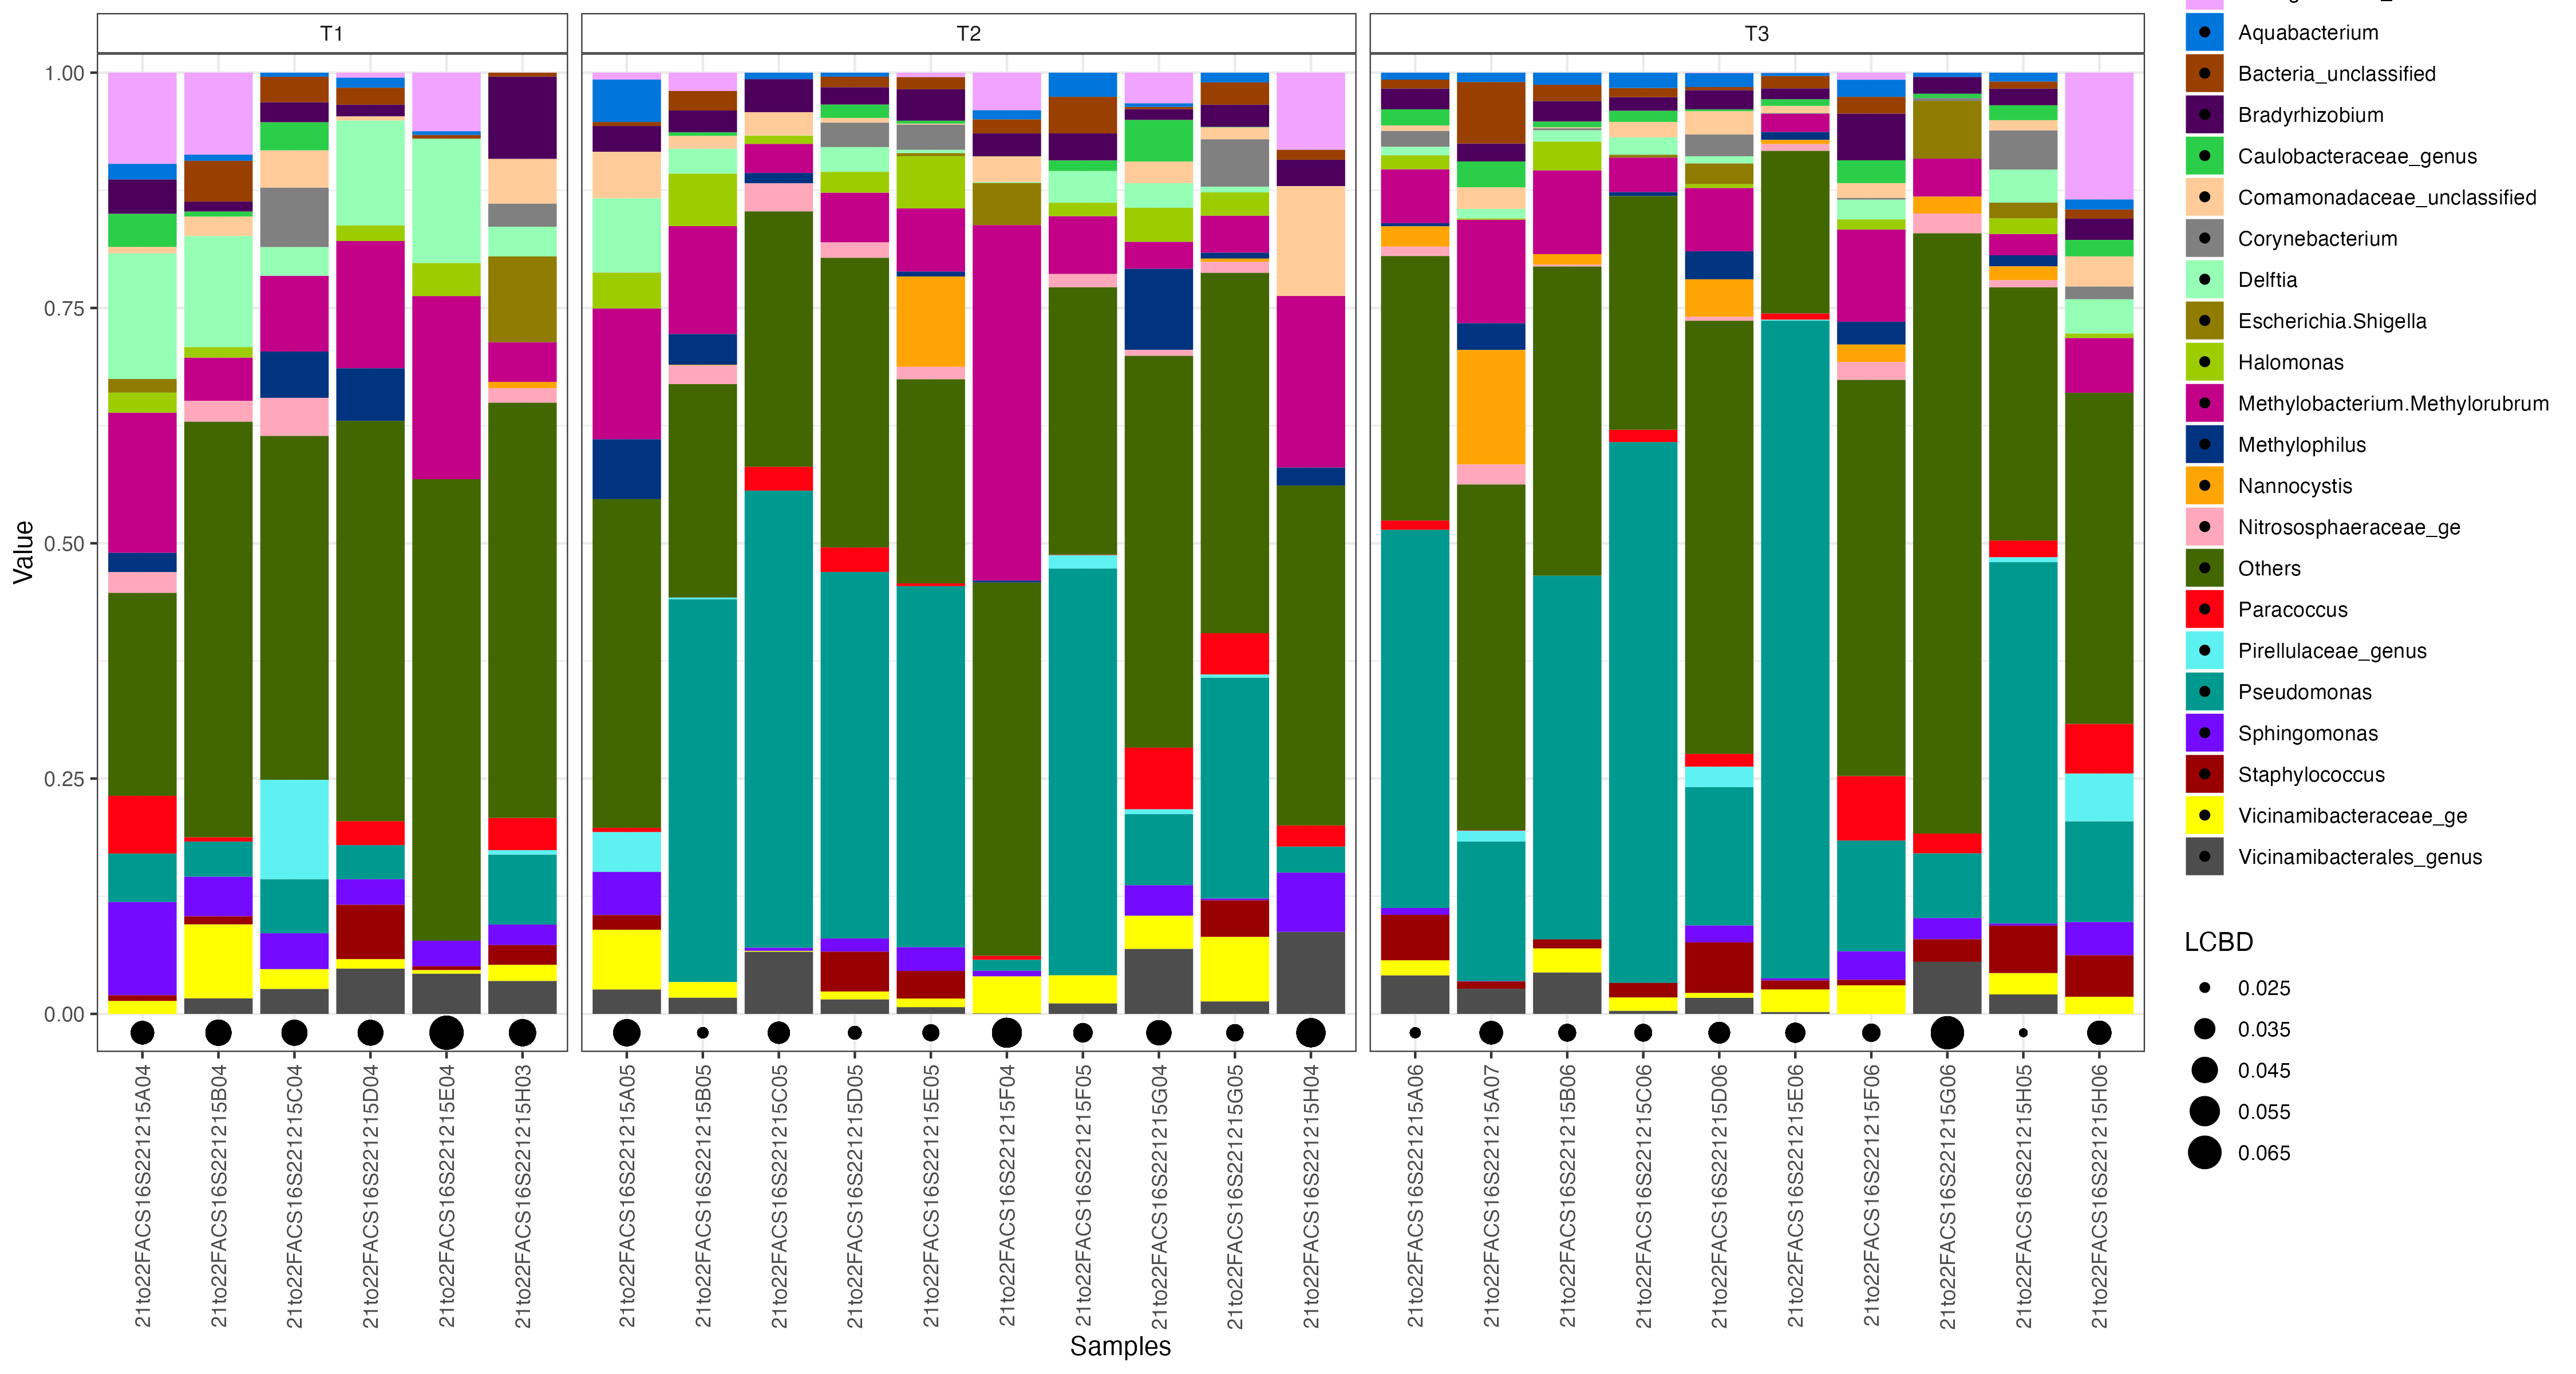 T1
T2
T3
1.00
0.75
0.50
0.25
0.00
Value
21to22FACS16S221215A04
21to22FACS16S221215B04
21to22FACS16S221215C04
21to22FACS16S221215D04
21to22FACS16S221215E04
21to22FACS16S221215H03
21to22FACS16S221215A05
21to22FACS16S221215B05
21to22FACS16S221215C05
21to22FACS16S221215D05
21to22FACS16S221215E05
21to22FACS16S221215F04
21to22FACS16S221215F05
21to22FACS16S221215G04
21to22FACS16S221215G05
21to22FACS16S221215H04
21to22FACS16S221215A06
21to22FACS16S221215A07
21to22FACS16S221215B06
21to22FACS16S221215C06
21to22FACS16S221215D06
21to22FACS16S221215E06
21to22FACS16S221215F06
21to22FACS16S221215G06
21to22FACS16S221215H05
21to22FACS16S221215H06
Samples
Aquabacterium
Bacteria_unclassified
Bradyrhizobium
Caulobacteraceae_genus
Comamonadaceae_unclassified
Corynebacterium
Delftia
Escherichia.Shigella
Halomonas
Methylobacterium.Methylorubrum
Methylophilus
Nannocystis
Nitrososphaeraceae_ge
Others
Paracoccus
Pirellulaceae_genus
Pseudomonas
Sphingomonas
Staphylococcus
Vicinamibacteraceae_ge
Vicinamibacterales_genus
LCBD
0.025
0.035
0.045
0.055
0.065